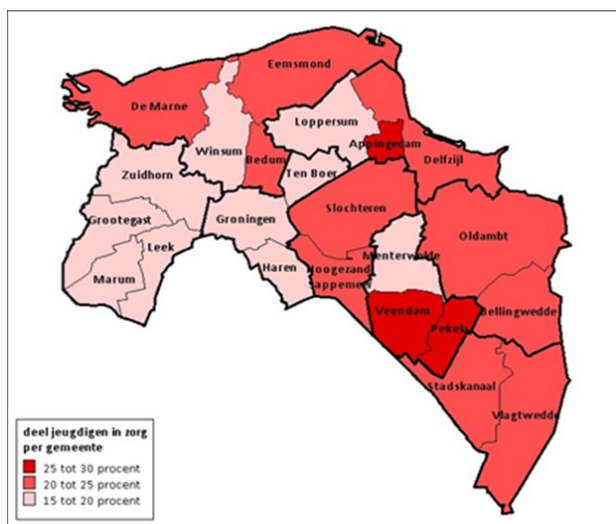 Eemsmond
De Marne
Loppersum
Winsum
Appingedam
Bedum
Delfzijl
Zuidhorn
Ten Boer
Slochteren
Grootegast
Groningen
Oldambt
Leek
Menterwolde
Haren
Marum
Hoogezand
Sappemeer
Veendam
Bellingwedde
Pekela
Stadskanaal
Vlagtwedde
deel jeugdigen in zorg
per gemeente
25 tot 30 procent
20 tot 25 procent
15 tot 20 procent